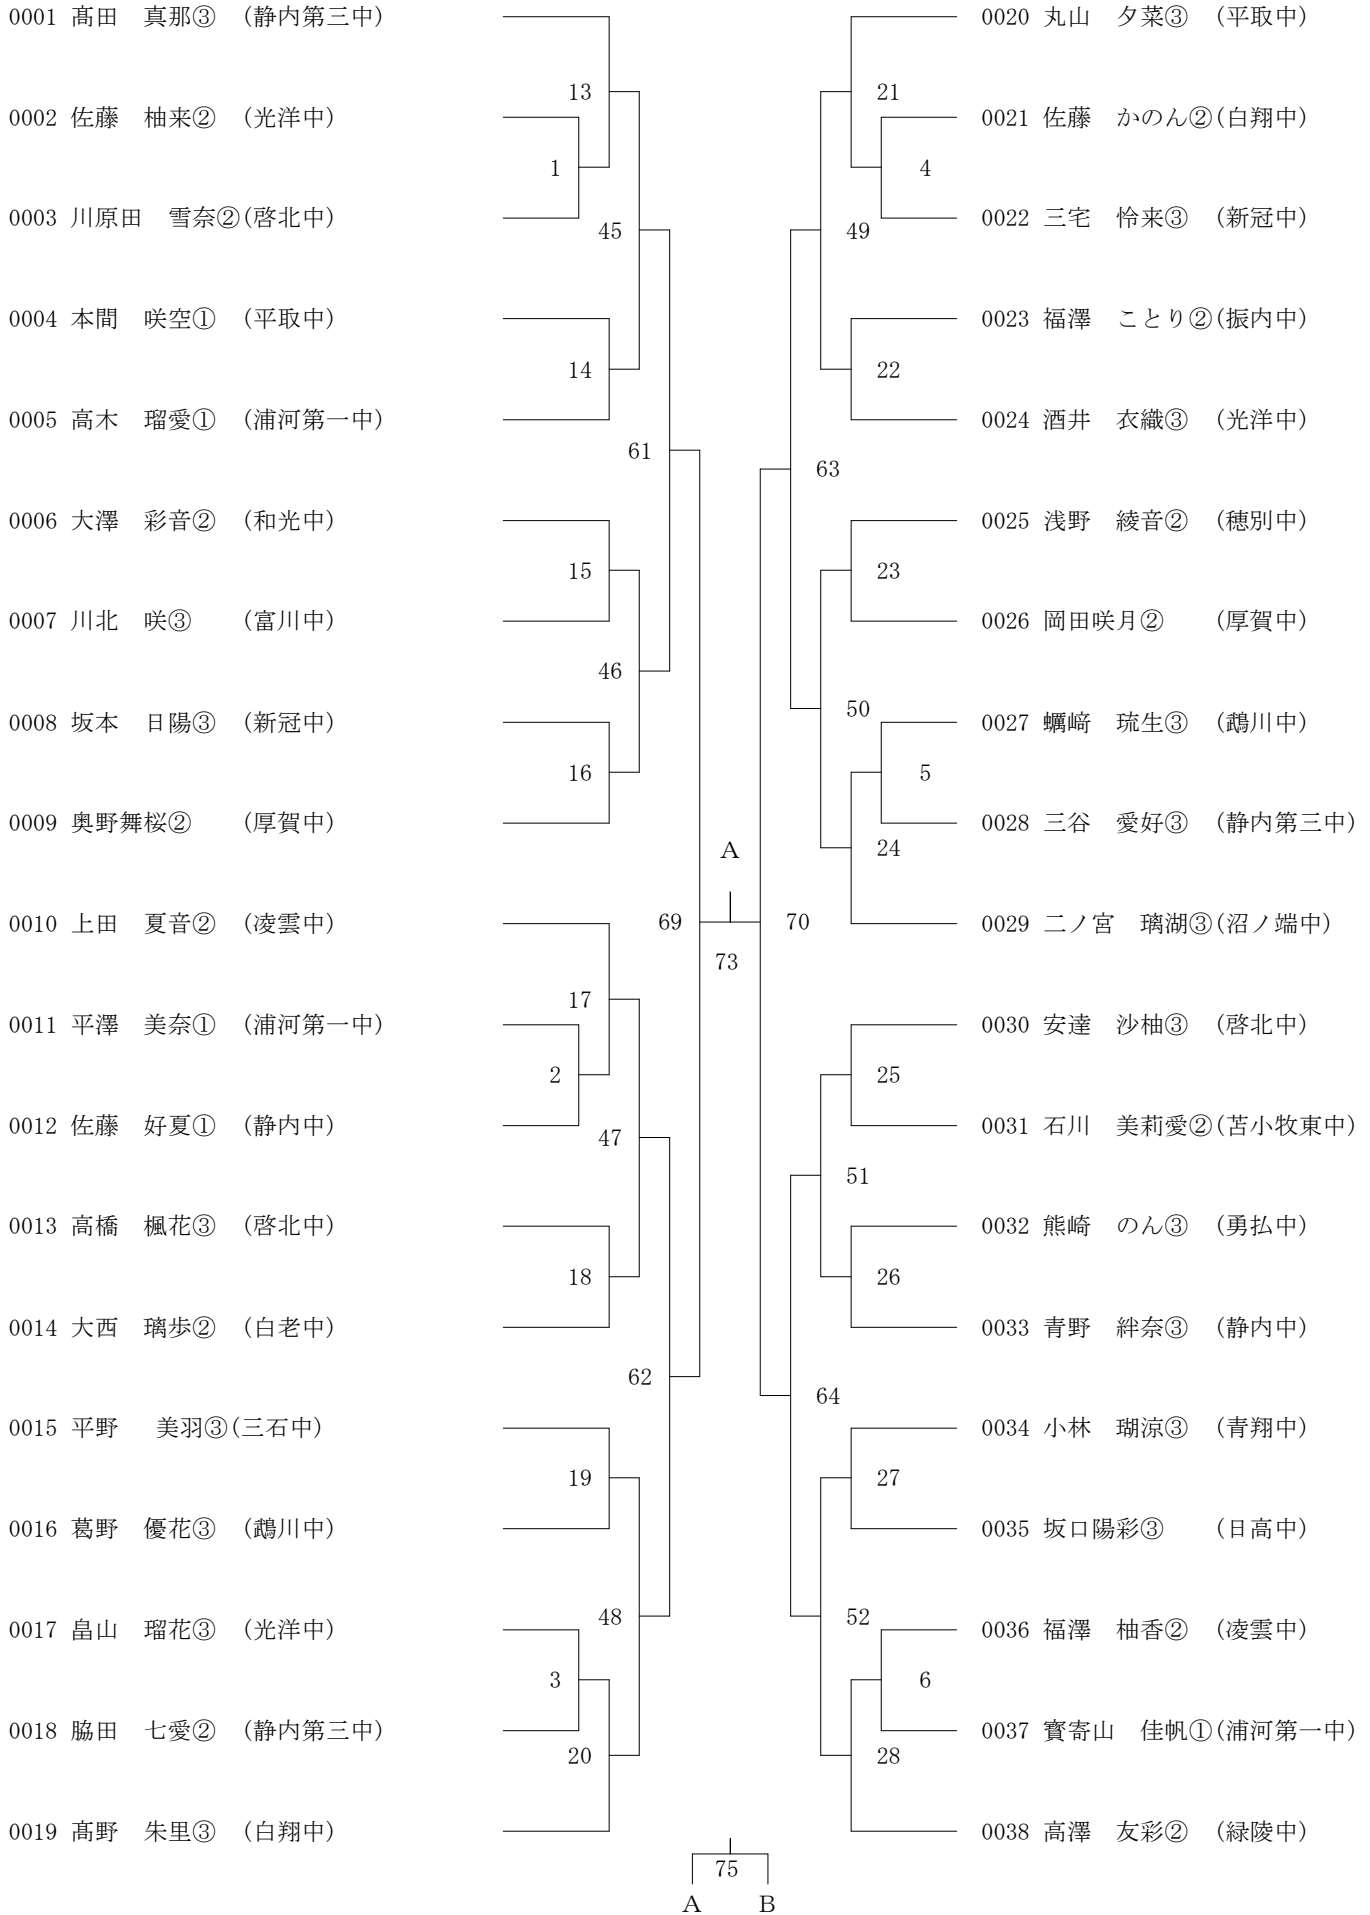 0001 髙田　真那③　(静内第三中)
0002 佐藤　柚来②　(光洋中)
0003 川原田　雪奈②(啓北中)
0004 本間　咲空①　(平取中)
0005 高木　瑠愛①　(浦河第一中)
0006 大澤　彩音②　(和光中)
0007 川北　咲③　　(富川中)
0008 坂本　日陽③　(新冠中)
0009 奥野舞桜②　　(厚賀中)
0010 上田　夏音②　(凌雲中)
0011 平澤　美奈①　(浦河第一中)
0012 佐藤　好夏①　(静内中)
0013 高橋　楓花③　(啓北中)
0014 大西　璃歩②　(白老中)
0015 平野　 美羽③(三石中)
0016 葛野　優花③　(鵡川中)
0017 畠山　瑠花③　(光洋中)
0018 脇田　七愛②　(静内第三中)
0019 髙野　朱里③　(白翔中)
13
1
45
14
61
15
46
16
17
2
47
18
62
19
48
3
20
69
A
73
70
21
4
49
22
63
23
50
5
24
25
51
26
64
27
52
6
28
0020 丸山　夕菜③　(平取中)
0021 佐藤　かのん②(白翔中)
0022 三宅　怜来③　(新冠中)
0023 福澤　ことり②(振内中)
0024 酒井　衣織③　(光洋中)
0025 浅野　綾音②　(穂別中)
0026 岡田咲月②　　(厚賀中)
0027 蠣﨑　琉生③　(鵡川中)
0028 三谷　愛好③　(静内第三中)
0029 二ノ宮　璃湖③(沼ノ端中)
0030 安達　沙柚③　(啓北中)
0031 石川　美莉愛②(苫小牧東中)
0032 熊崎　のん③　(勇払中)
0033 青野　絆奈③　(静内中)
0034 小林　瑚涼③　(青翔中)
0035 坂口陽彩③　　(日高中)
0036 福澤　柚香②　(凌雲中)
0037 寳寄山　佳帆①(浦河第一中)
0038 高澤　友彩②　(緑陵中)
75
A　B